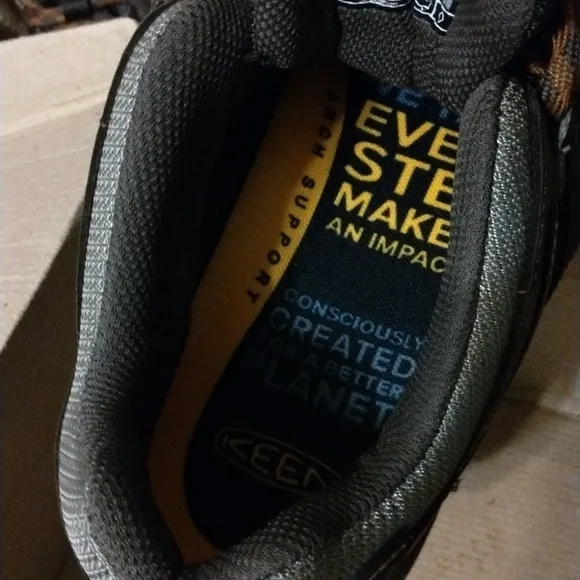 EVE
STE
MAKE
AN IMPAC
ARCH SUPPORT
CONSCIOUSLY
CREATED
FOR A BETTER
PLANET
KEEN